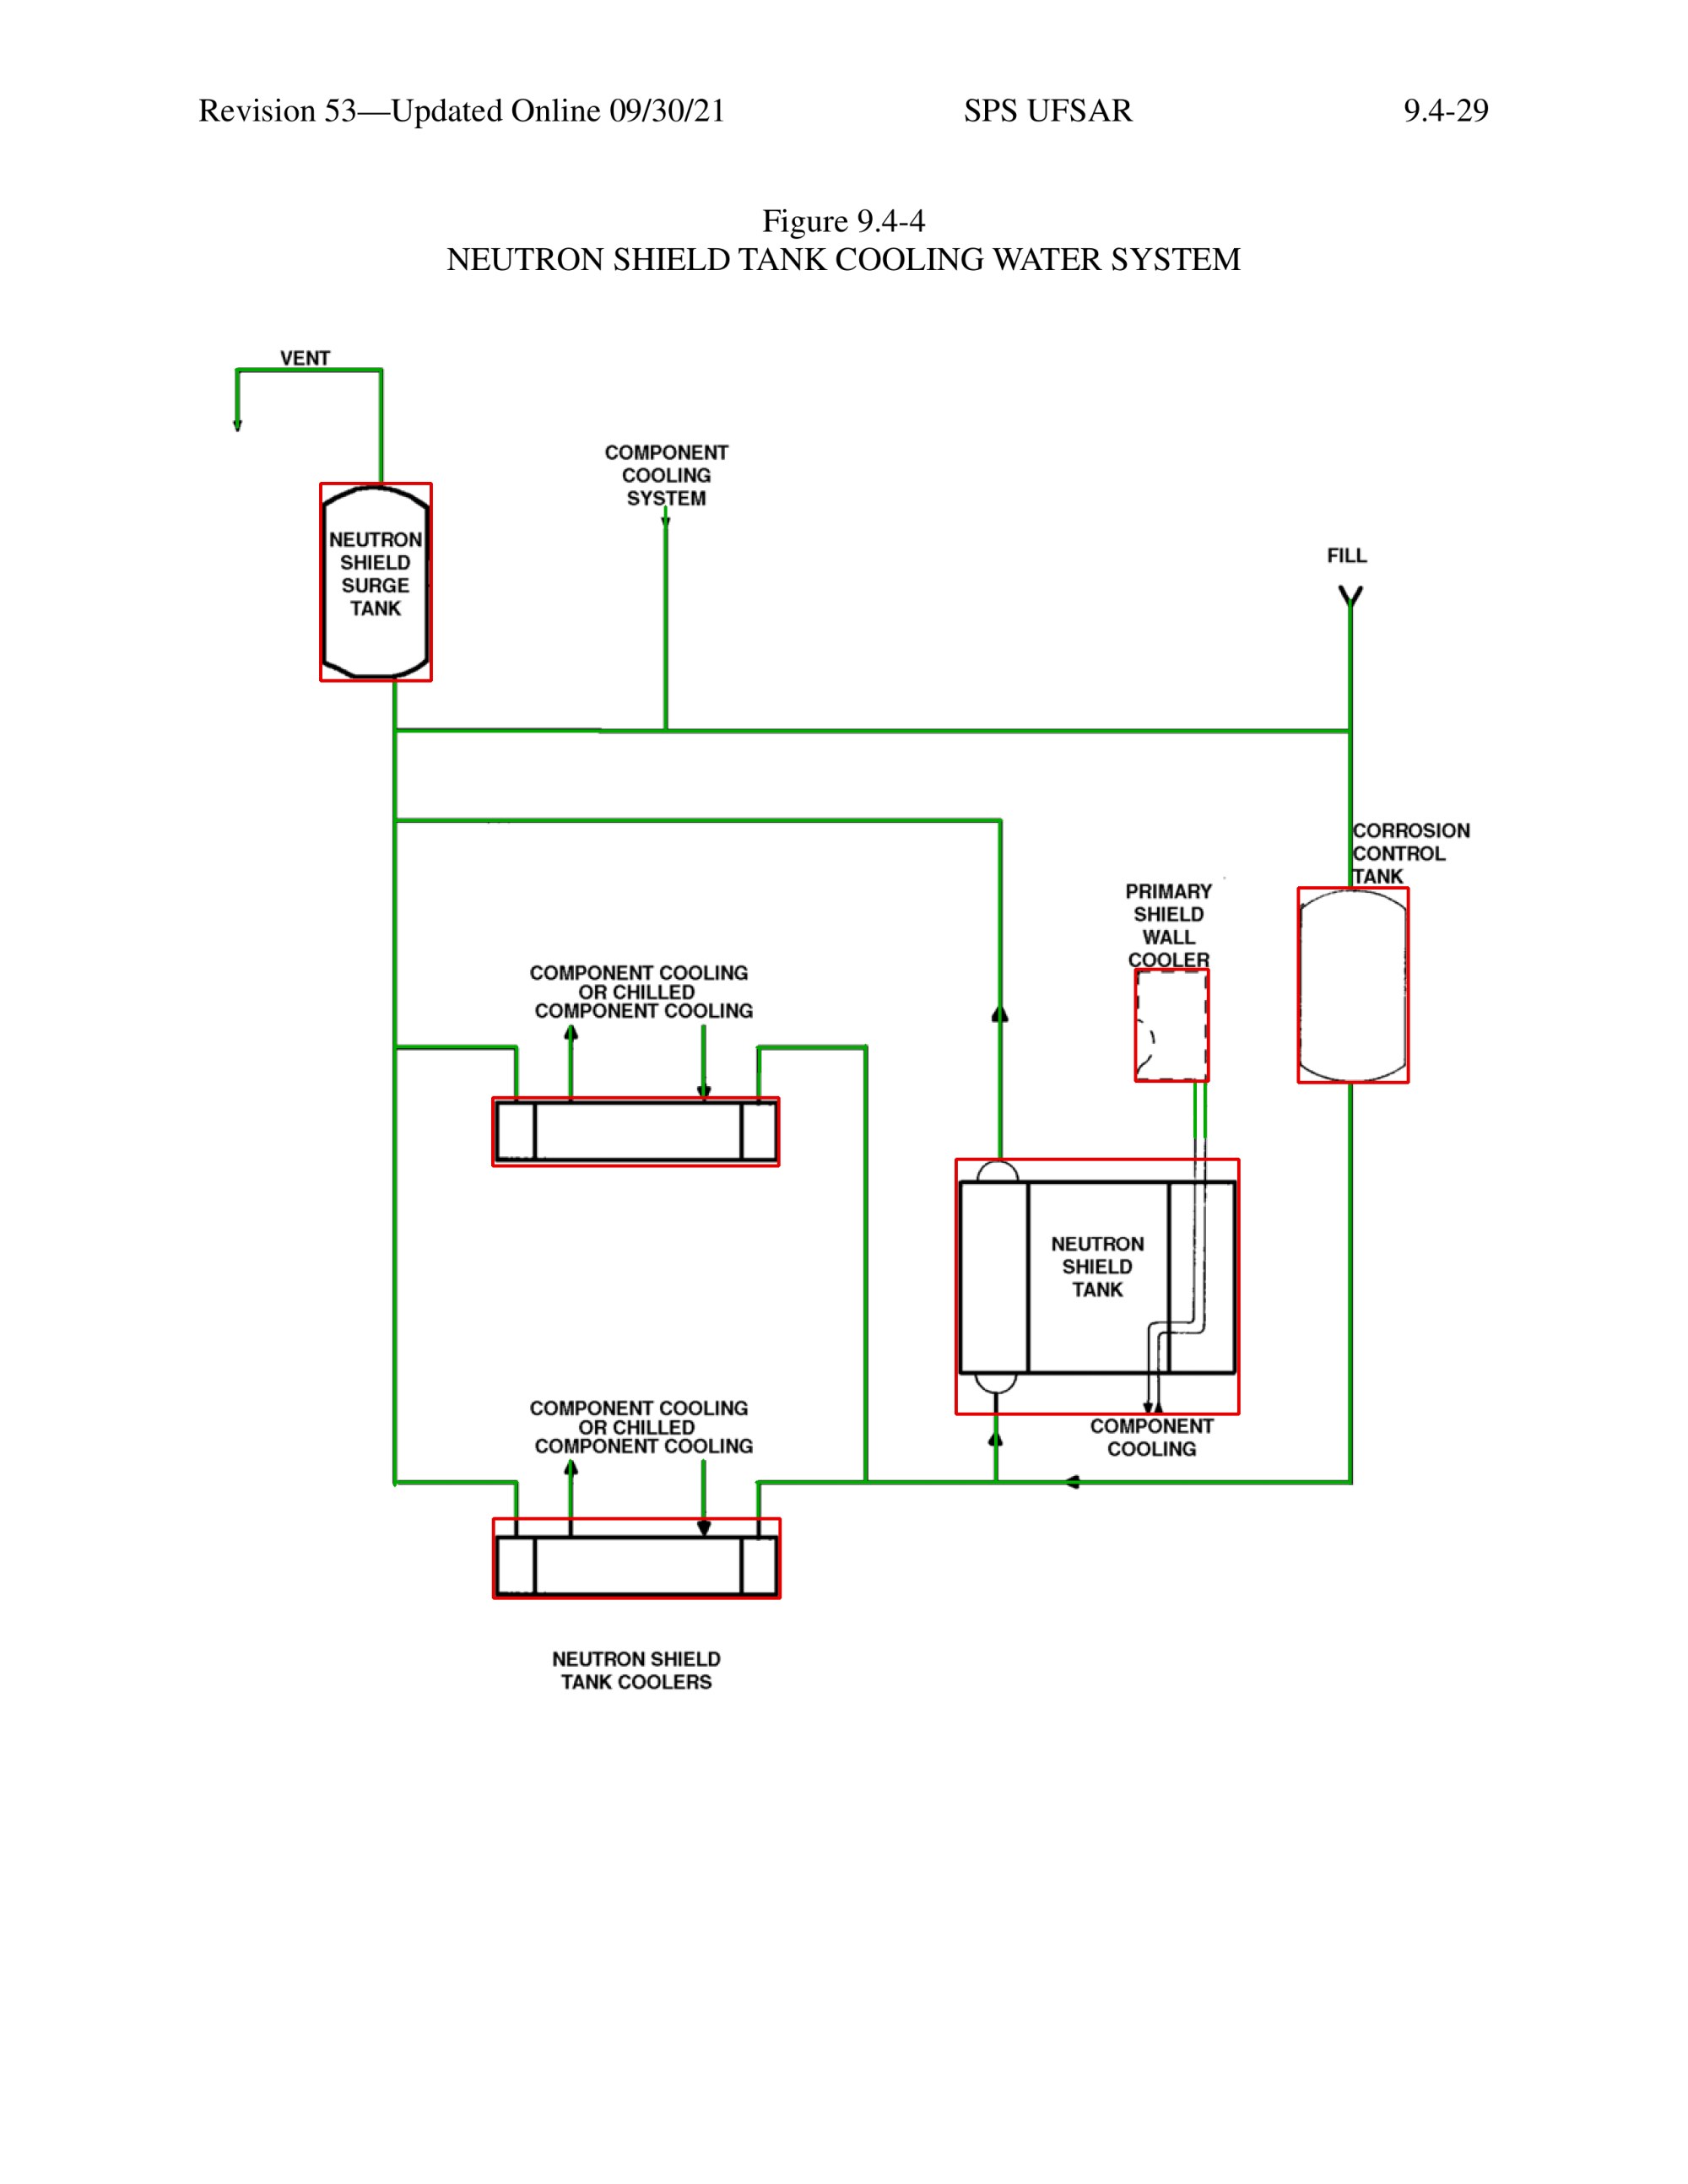 Revision 53—Updated Online 09/30/21 SPS UFSAR 9.4-29
Figure 9.4-4
NEUTRON SHIELD TANK COOLING WATER SYSTEM
VENT
COMPONENT
COOLING
SYSTEM
NEUTRON
SHIELD
SURGE
TANK
FILL
CORROSION
CONTROL
TANK
PRIMARY
SHIELD
WALL
COOLER
COMPONENT COOLING
OR CHILLED
COMPONENT COOLING
NEUTRON
SHIELD
TANK
COMPONENT COOLING
OR CHILLED
COMPONENT COOLING
COMPONENT
COOLING
NEUTRON SHIELD
TANK COOLERS